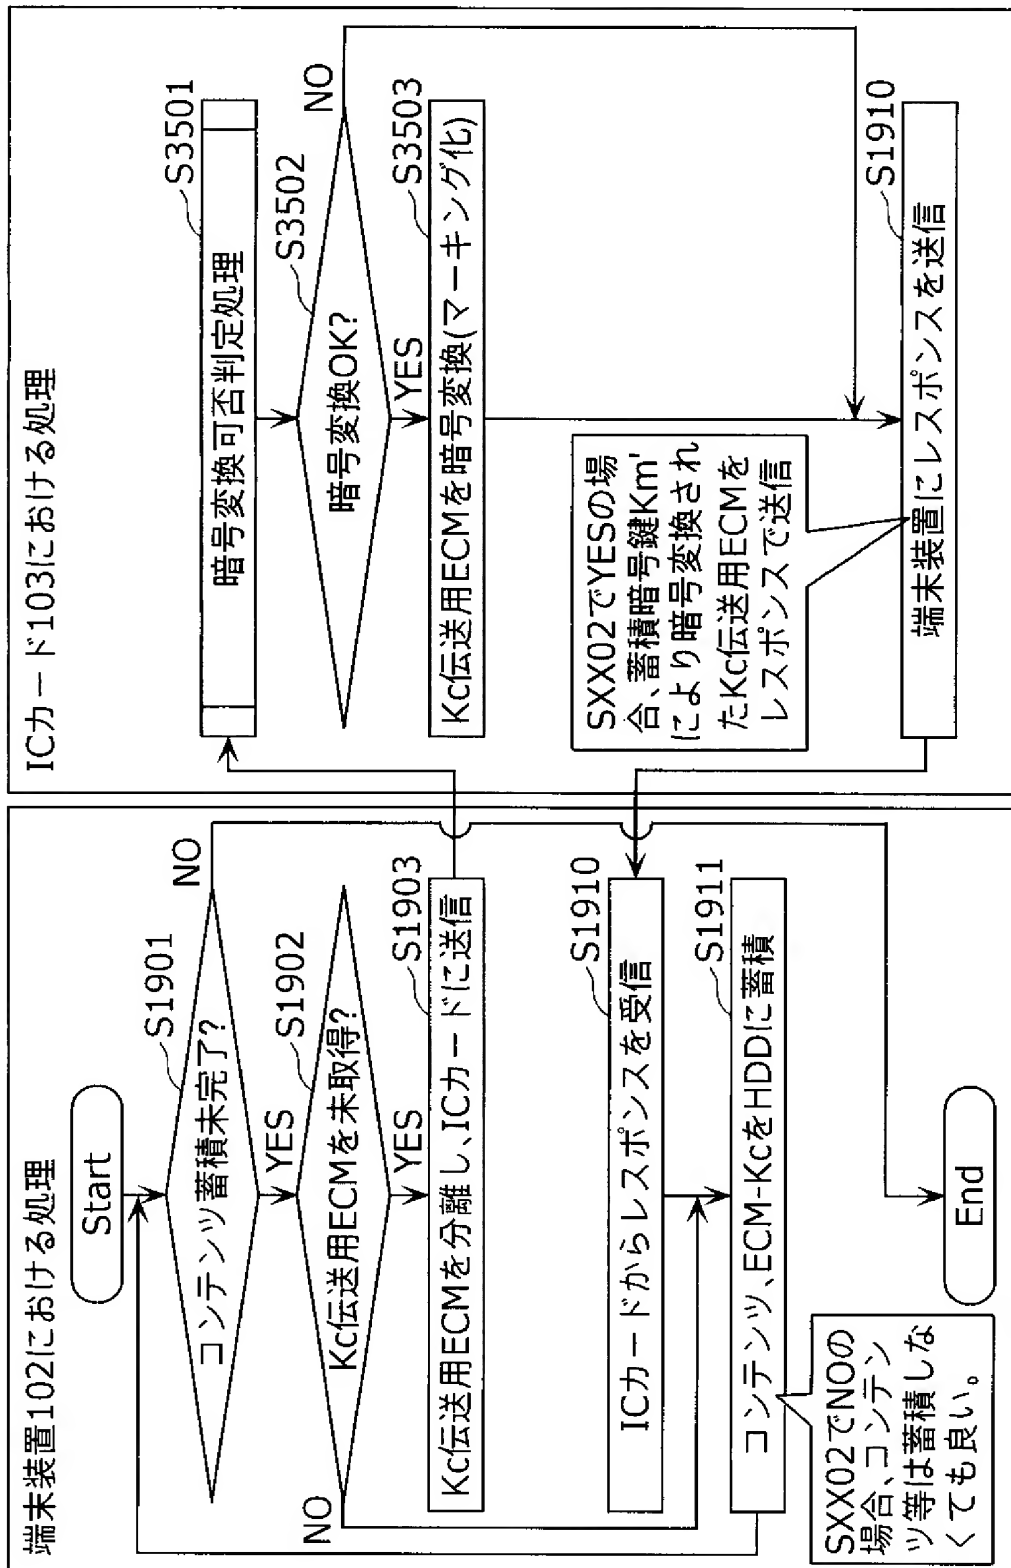 端末装置102における処理
Start
S1901
コンテンツ蓄積未完了?
NO
YES
S1902
Kc伝送用ECMを未取得?
NO
YES
S1903
Kc伝送用ECMを分離し、ICカードに送信
S1910
ICカードからレスポンスを受信
S1911
コンテンツ、ECM-KcをHDDに蓄積
SXX02でNOの
場合、コンテン
ツ等は蓄積しな
くても良い。
End
ICカード103における処理
S3501
暗号変換可否判定処理
S3502
暗号変換OK?
NO
YES
S3503
Kc伝送用ECMを暗号変換(マーキング化)
SXX02でYESの場
合、蓄積暗号鍵Km'
により暗号変換され
たKc伝送用ECMを
レスポンスで送信
S1910
端末装置にレスポンスを送信